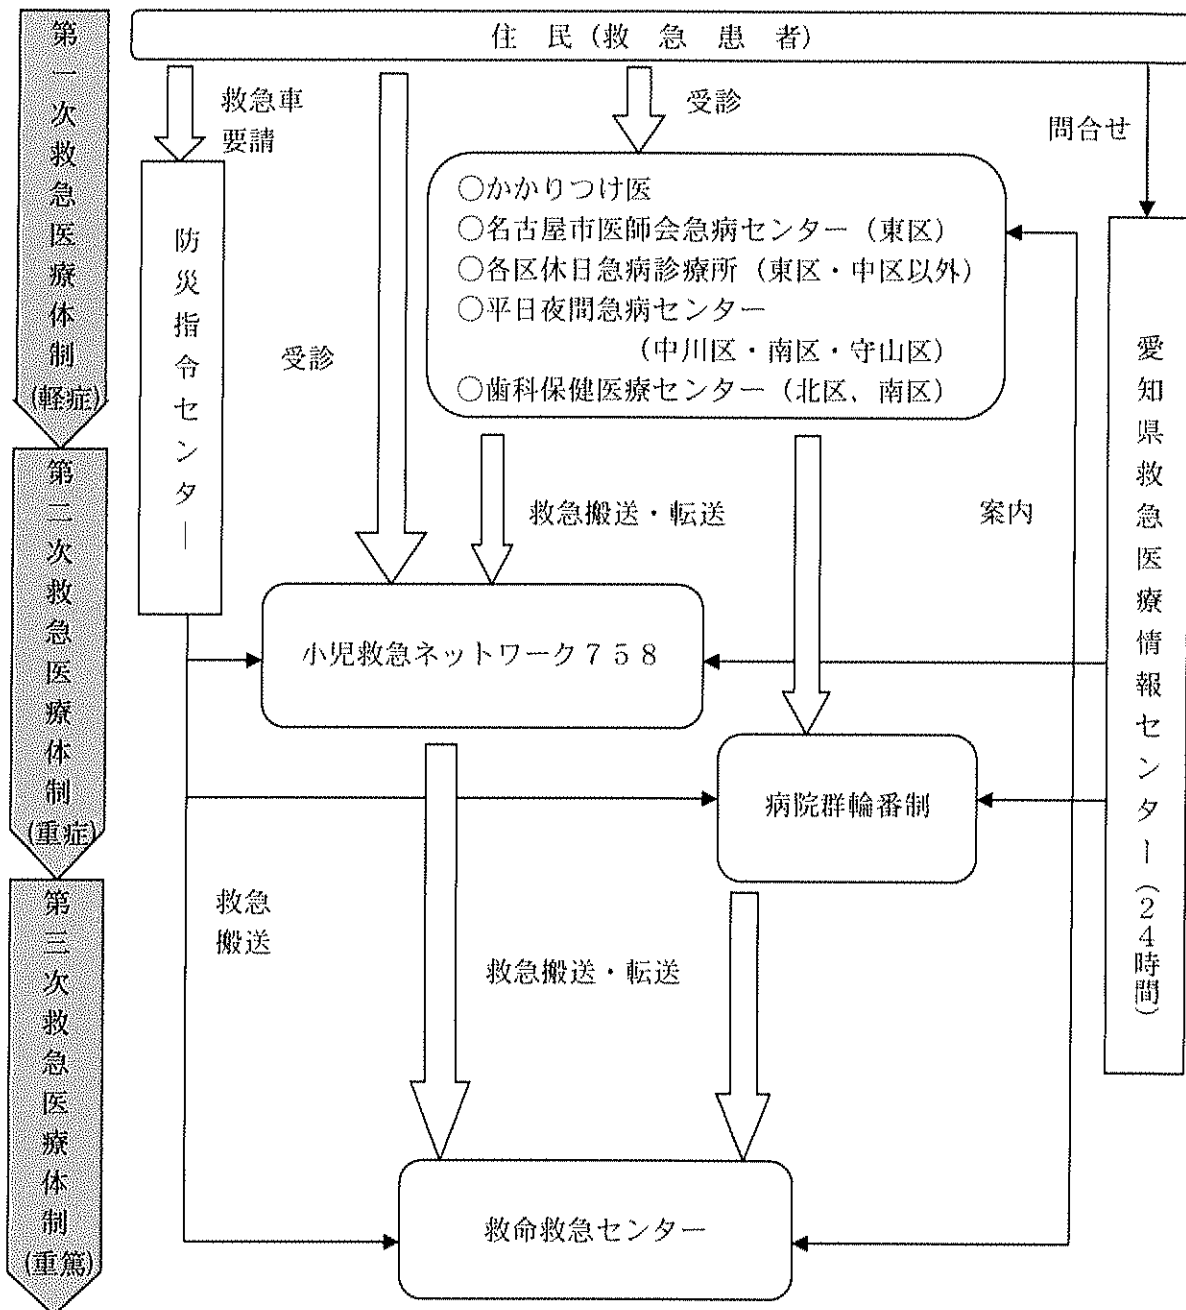 住民(救急患者)
第一次救急医療体制(軽症)
救急車
要請
受診
問合せ
防災指令センター
受診
○かかりつけ医
○名古屋市医師会急病センター(東区)
○各区休日急病診療所(東区・中区以外)
○平日夜間急病センター
(中川区・南区・守山区)
○歯科保健医療センター(北区、南区)
愛知県救急医療情報センター(24時間)
第二次救急医療体制(重症)
救急搬送・転送
案内
小児救急ネットワーク758
病院群輪番制
第三次救急医療体制(重篤)
救急
搬送
救急搬送・転送
救命救急センター